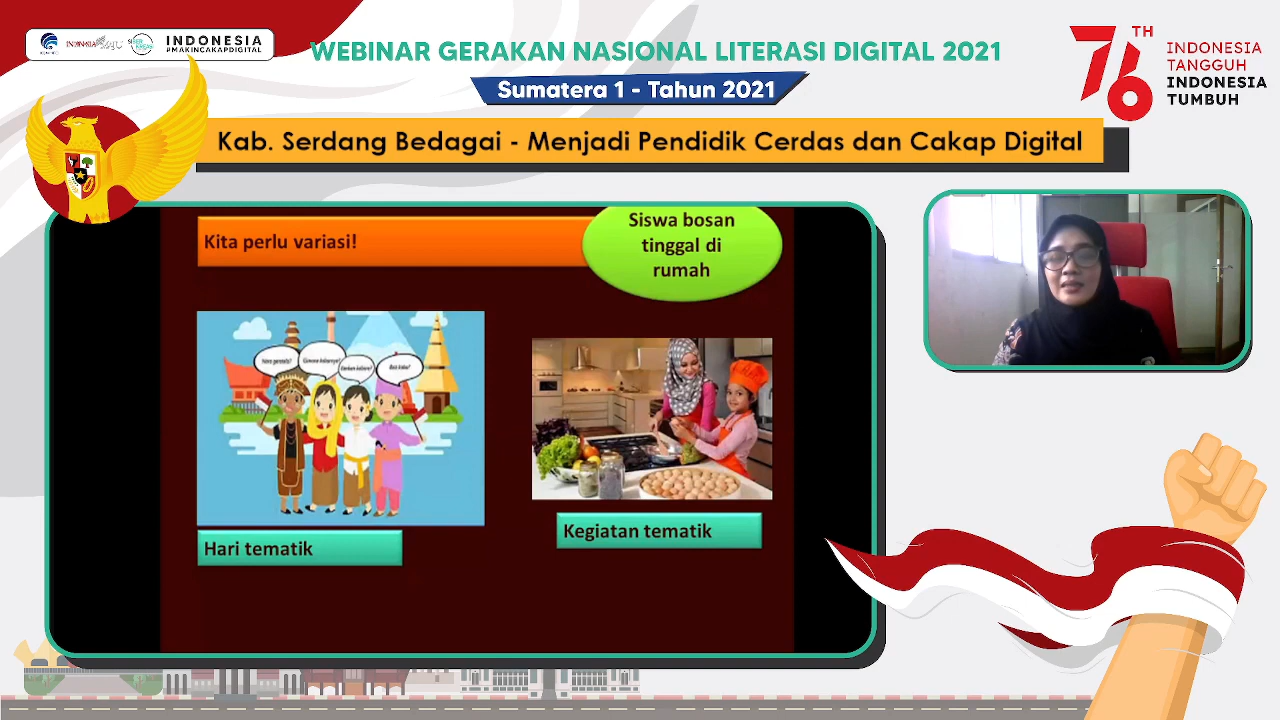 INDONESIA
#MAKINCAKAPDIGITAL
WEBINAR GERAKAN NASIONAL LITERASI DIGITAL 2021
Sumatera 1 - Tahun 2021
76
TH
INDONESIA
TANGGUH
INDONESIA
TUMBUH
Kab. Serdang Bedagai - Menjadi Pendidik Cerdas dan Cakap Digital
Kita perlu variasi!
Siswa bosan
tinggal di
rumah
Hari tematik
Kegiatan tematik